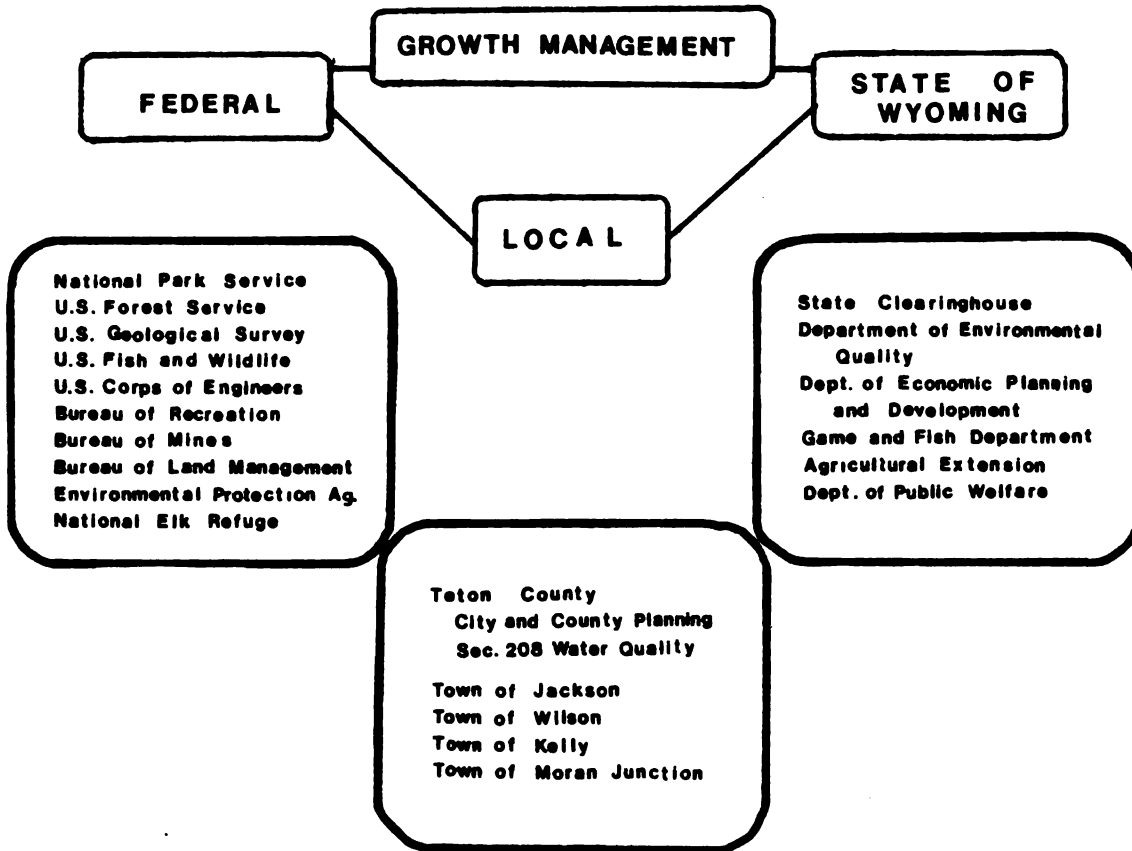 GROWTH MANAGEMENT
FEDERAL
STATE OF
WYOMING
LOCAL
National Park Service
U.S. Forest Service
U.S. Geological Survey
U.S. Fish and Wildlife
U.S. Corps of Engineers
Bureau of Recreation
Bureau of Mines
Bureau of Land Management
Environmental Protection Ag.
National Elk Refuge
State Clearinghouse
Department of Environmental
Quality
Dept. of Economic Planning
and Development
Game and Fish Department
Agricultural Extension
Dept. of Public Welfare
Teton County
City and County Planning
Sec. 208 Water Quality
Town of Jackson
Town of Wilson
Town of Kelly
Town of Moran Junction